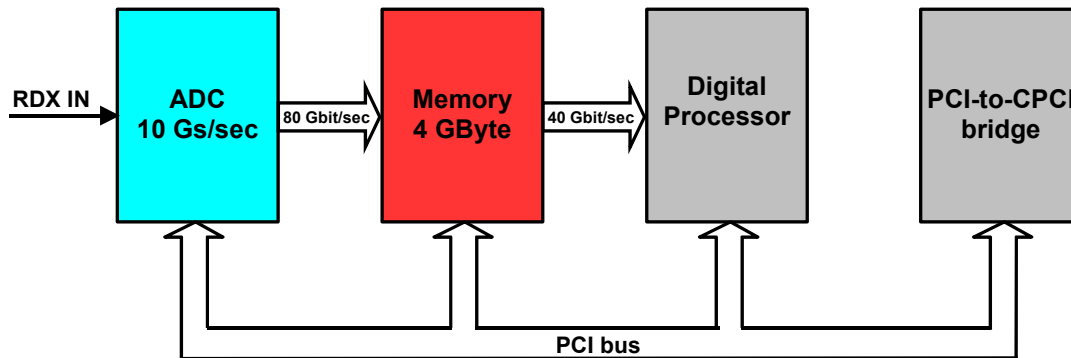 RDX IN
ADC
10 Gs/sec
80 Gbit/sec
Memory
4 GByte
40 Gbit/sec
Digital
Processor
PCI-to-CPCI
bridge
PCI bus